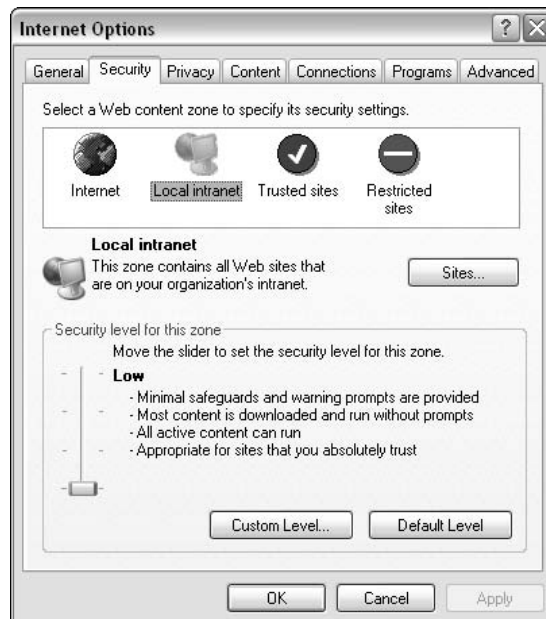 Internet Options
General Security Privacy Content Connections Programs Advanced
Select a Web content zone to specify its security settings.
Internet Local intranet Trusted sites Restricted
sites
Local intranet
This zone contains all Web sites that
are on your organization's intranet.
Sites...
Security level for this zone
Move the slider to set the security level for this zone.
Low
- Minimal safeguards and warning prompts are provided
- Most content is downloaded and run without prompts
- All active content can run
- Appropriate for sites that you absolutely trust
Custom Level... Default Level
OK Cancel Apply